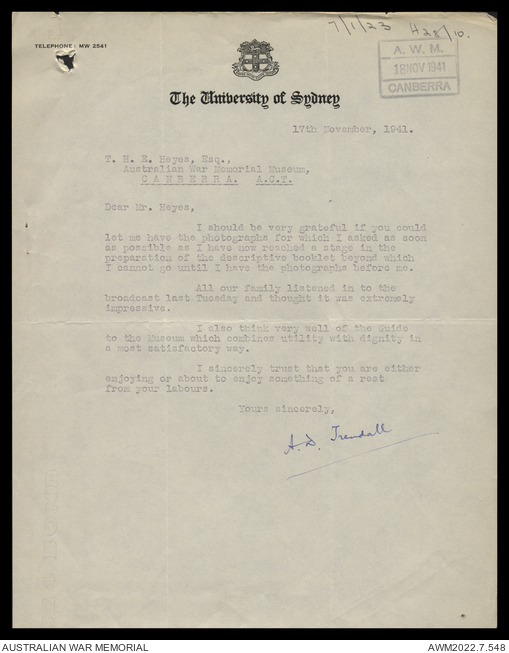 7/1/23 428/10.
TELEPHONE: MW 2541
A. W. M.
18 NOV 1941
CANBERRA
The University of Sydney
17th November, 1941.
T. H. E. Heyes, Esq.,
Australian War Memorial Museum,
CANBERRA. A.C.T.
Dear Mr. Heyes,
I should be very grateful if you could
let me have the photographs for which I asked as soon
as possible as I have now reached a stage in the
preparation of the descriptive booklet beyond which
I cannot go until I have the photographs before me.
All our family listened in to the
broadcast last Tuesday and thought it was extremely
impressive.
I also think very well of the Guide
to the Museum which combines utility with dignity in
a most satisfactory way.
I sincerely trust that you are either
enjoying or about to enjoy something of a rest
from your labours.
Yours sincerely,
A. D. Trendall
AUSTRALIAN WAR MEMORIAL AWM2022.7.548